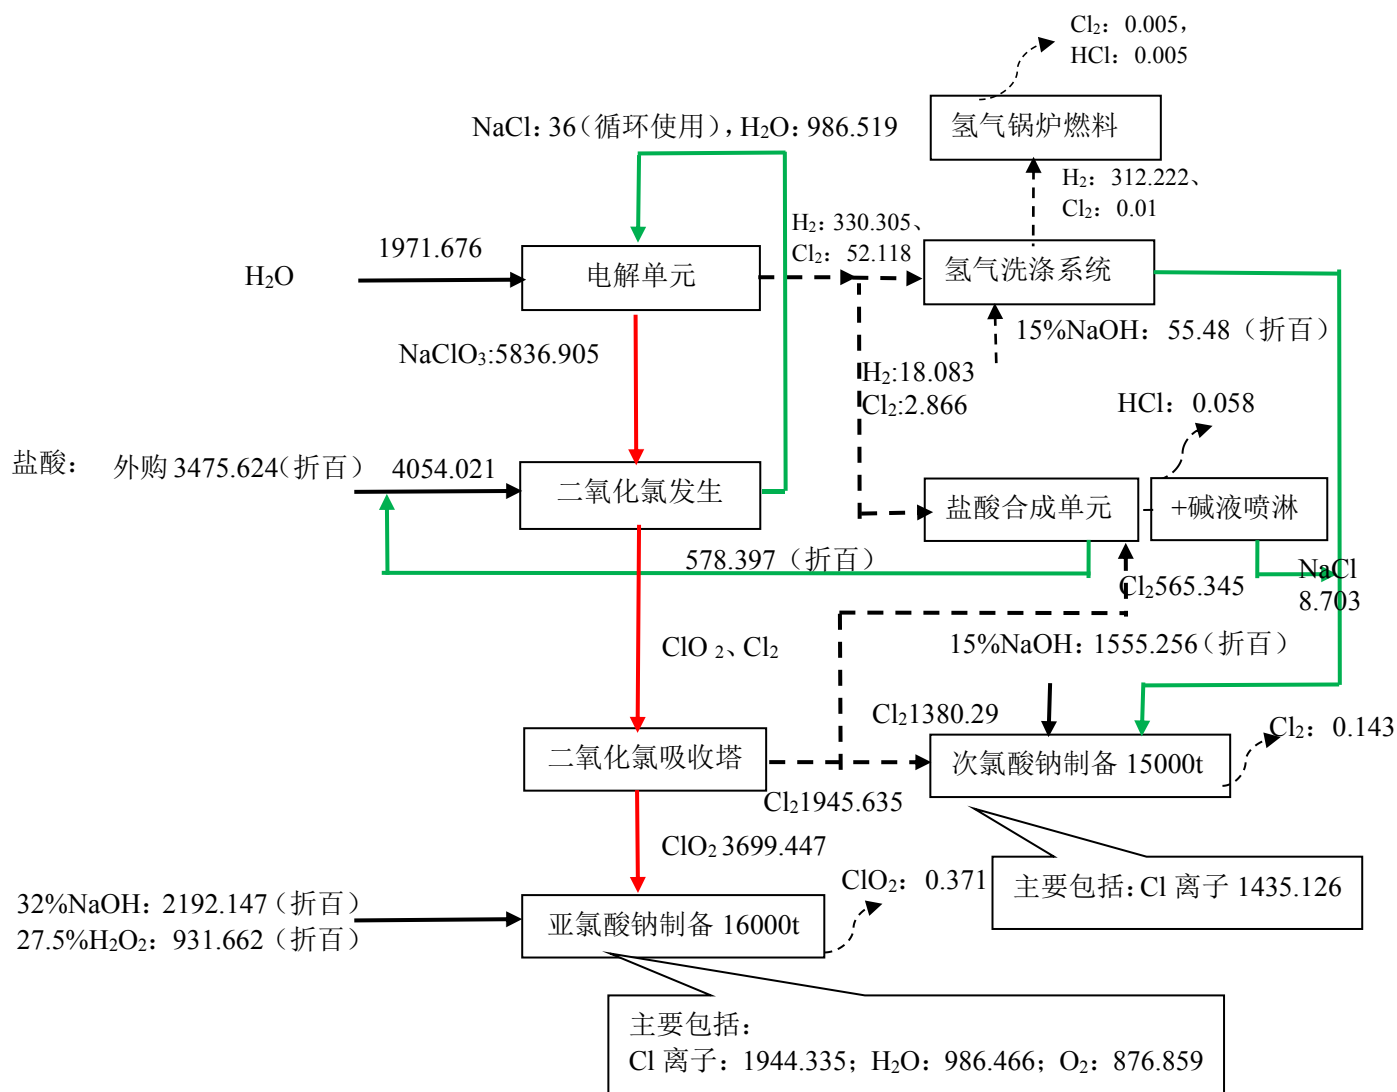 Cl₂：0.005，
HCl：0.005
NaCl：36（循环使用），H₂O：986.519
氢气锅炉燃料
H₂：312.222、
Cl₂：0.01
H₂：330.305、
Cl₂：52.118
1971.676
H₂O
电解单元
氢气洗涤系统
15%NaOH：55.48（折百）
NaClO₃:5836.905
H₂:18.083
Cl₂:2.866
HCl：0.058
盐酸：
外购 3475.624（折百）
4054.021
二氧化氯发生
盐酸合成单元
+碱液喷淋
578.397（折百）
Cl₂565.345
NaCl
8.703
ClO ₂、Cl₂
15%NaOH：1555.256（折百）
Cl₂1380.29
Cl₂：0.143
二氧化氯吸收塔
次氯酸钠制备 15000t
Cl₂1945.635
ClO₂ 3699.447
ClO₂：0.371
主要包括：Cl 离子 1435.126
32%NaOH：2192.147（折百）
27.5%H₂O₂：931.662（折百）
亚氯酸钠制备 16000t
主要包括：
Cl 离子：1944.335；H₂O：986.466；O₂：876.859